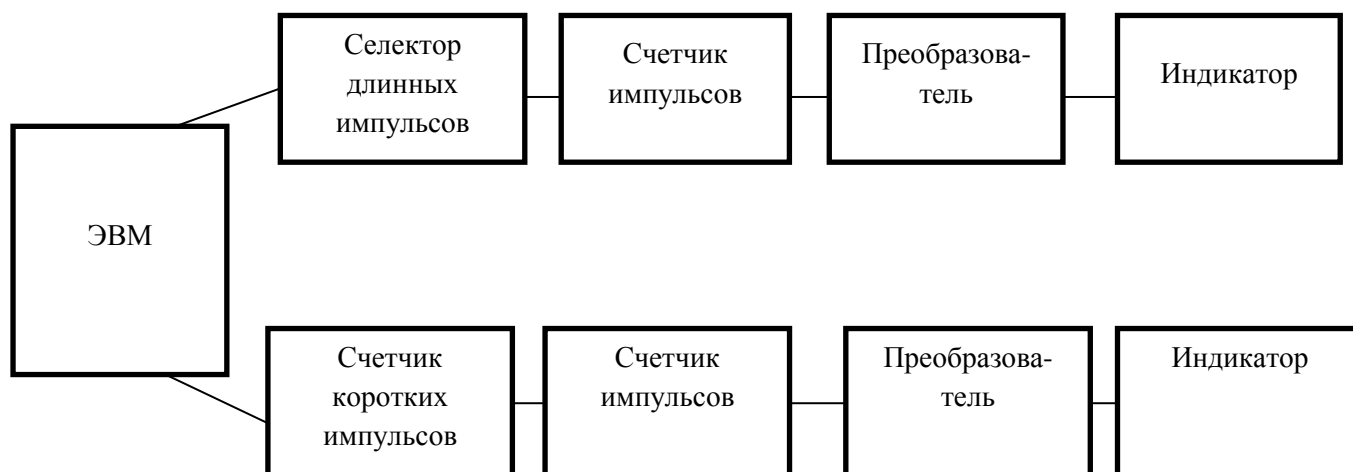 Селектор
длинных
импульсов
Счетчик
импульсов
Преобразова-
тель
Индикатор
ЭВМ
Счетчик
коротких
импульсов
Счетчик
импульсов
Преобразова-
тель
Индикатор